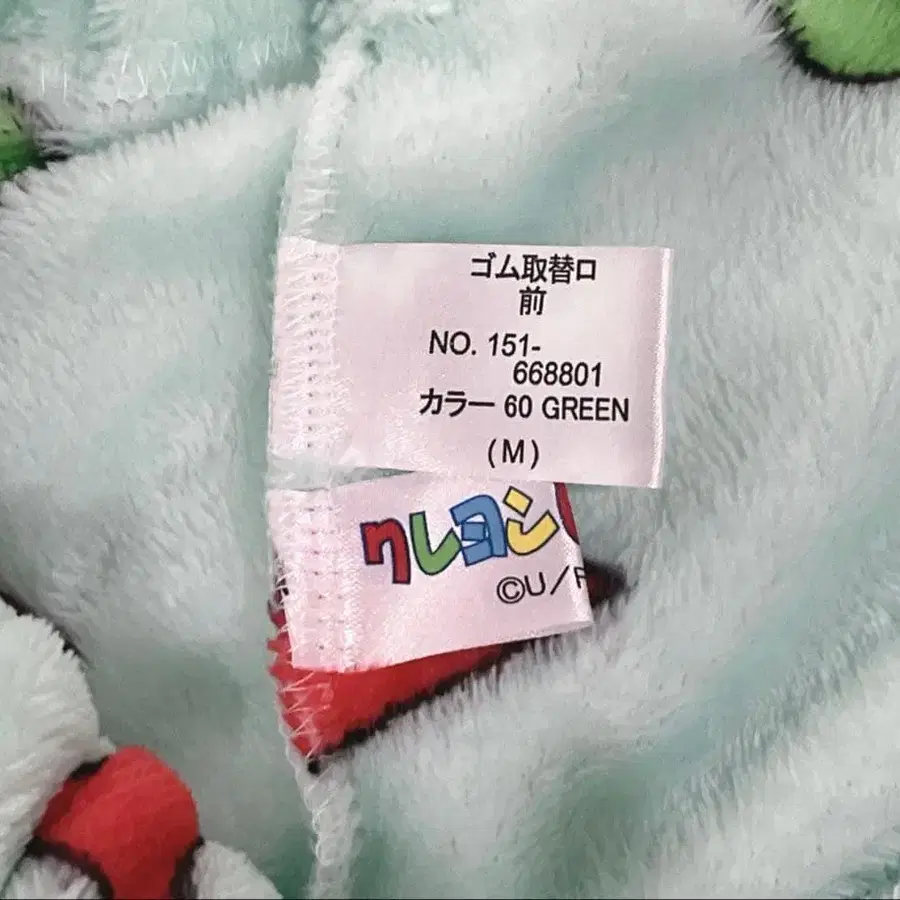 ゴム取替口
前
NO. 151-
668801
カラー 60 GREEN
(M)
クレヨン
©U/F